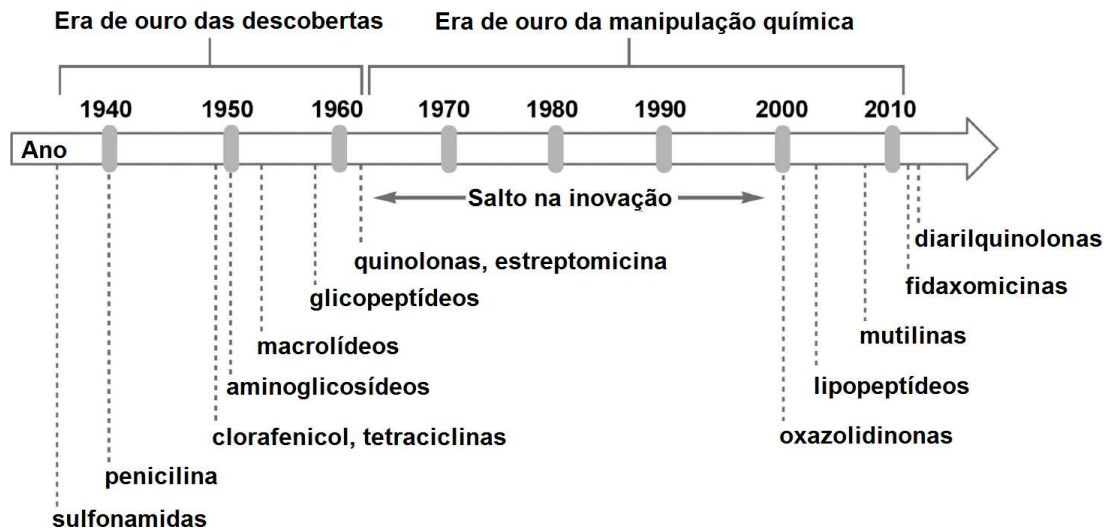 Era de ouro das descobertas
Era de ouro da manipulação química
1940
1950
1960
1970
1980
1990
2000
2010
Ano
Salto na inovação
diarilquinolonas
quinolonas, estreptomicina
fidaxomicinas
glicopeptídeos
mutilinas
macrolídeos
aminoglicosídeos
lipopeptídeos
clorafenicol, tetraciclinas
oxazolidinonas
penicilina
sulfonamidas